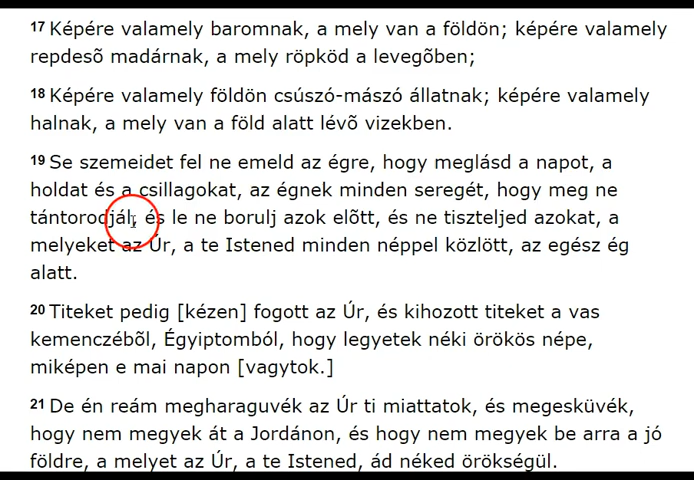 17 Képére valamely baromnak, a mely van a földön; képére valamely
repdesõ madárnak, a mely röpköd a levegõben;
18 Képére valamely földön csúszó-mászó állatnak; képére valamely
halnak, a mely van a föld alatt lévõ vizekben.
19 Se szemeidet fel ne emeld az égre, hogy meglásd a napot, a
holdat és a csillagokat, az égnek minden seregét, hogy meg ne
tántorodjál, és le ne borulj azok elõtt, és ne tiszteljed azokat, a
melyeket az Úr, a te Istened minden néppel közlött, az egész ég
alatt.
20 Titeket pedig [kézen] fogott az Úr, és kihozott titeket a vas
kemenczébõl, Égyiptomból, hogy legyetek néki örökös népe,
miképen e mai napon [vagytok.]
21 De én reám megharaguvék az Úr ti miattatok, és megesküvék,
hogy nem megyek át a Jordánon, és hogy nem megyek be arra a jó
földre, a melyet az Úr, a te Istened, ád néked örökségül.